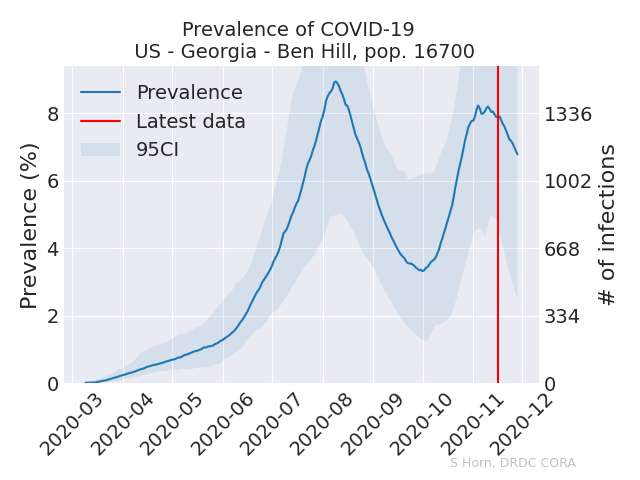 Prevalence of COVID-19
US - Georgia - Ben Hill, pop. 16700
Prevalence
Latest data
95CI
Prevalence (%)
8
6
4
2
0
1336
1002
668
334
0
# of infections
2020-03
2020-04
2020-05
2020-06
2020-07
2020-08
2020-09
2020-10
2020-11
2020-12
S Horn, DRDC CORA